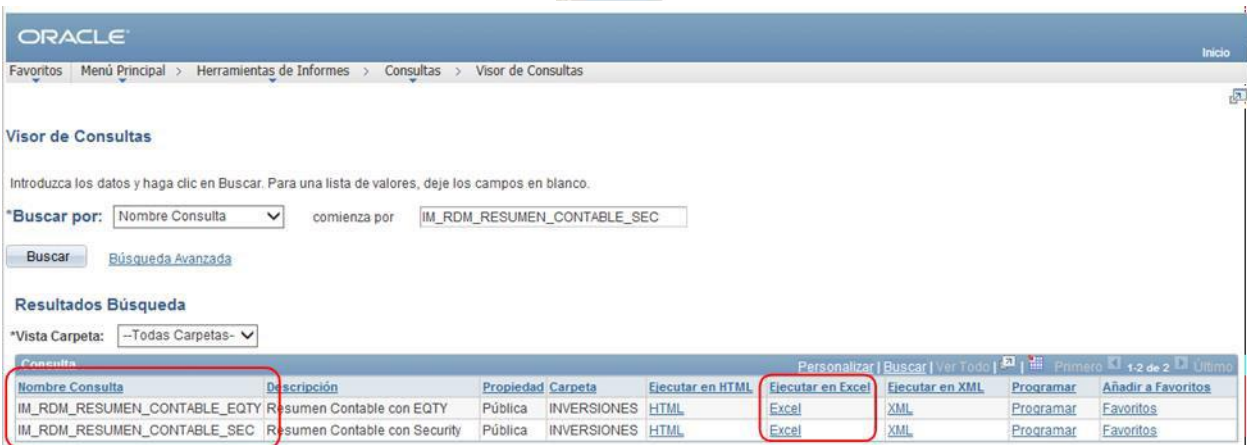 ORACLE
Inicio
Favoritos Menú Principal > Herramientas de Informes > Consultas > Visor de Consultas
Visor de Consultas
Introduzca los datos y haga clic en Buscar. Para una lista de valores, deje los campos en blanco.
*Buscar por: Nombre Consulta comienza por IM_RDM_RESUMEN_CONTABLE_SEC
Buscar Búsqueda Avanzada
Resultados Búsqueda
*Vista Carpeta: --Todas Carpetas-
Consulta Personalizar | Buscar | Ver Todo | | Primero 1-2 de 2 Último
Nombre Consulta Descripción Propiedad Carpeta Ejecutar en HTML Ejecutar en Excel Ejecutar en XML Programar Añadir a Favoritos
IM_RDM_RESUMEN_CONTABLE_EQTY Resumen Contable con EQTY Pública INVERSIONES HTML Excel XML Programar Favoritos
IM_RDM_RESUMEN_CONTABLE_SEC Resumen Contable con Security Pública INVERSIONES HTML Excel XML Programar Favoritos